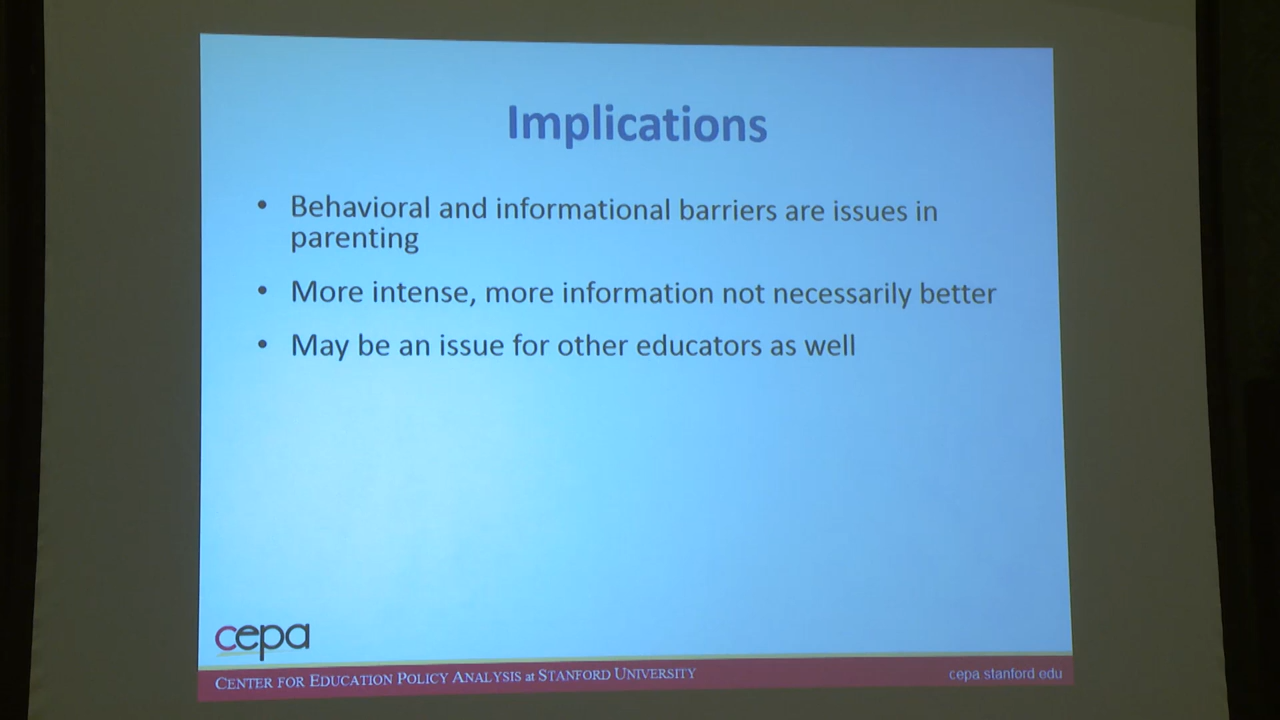 Implications
• Behavioral and informational barriers are issues in
parenting
• More intense, more information not necessarily better
• May be an issue for other educators as well
cepa
CENTER FOR EDUCATION POLICY ANALYSIS at STANFORD UNIVERSITY
cepa stanford edu